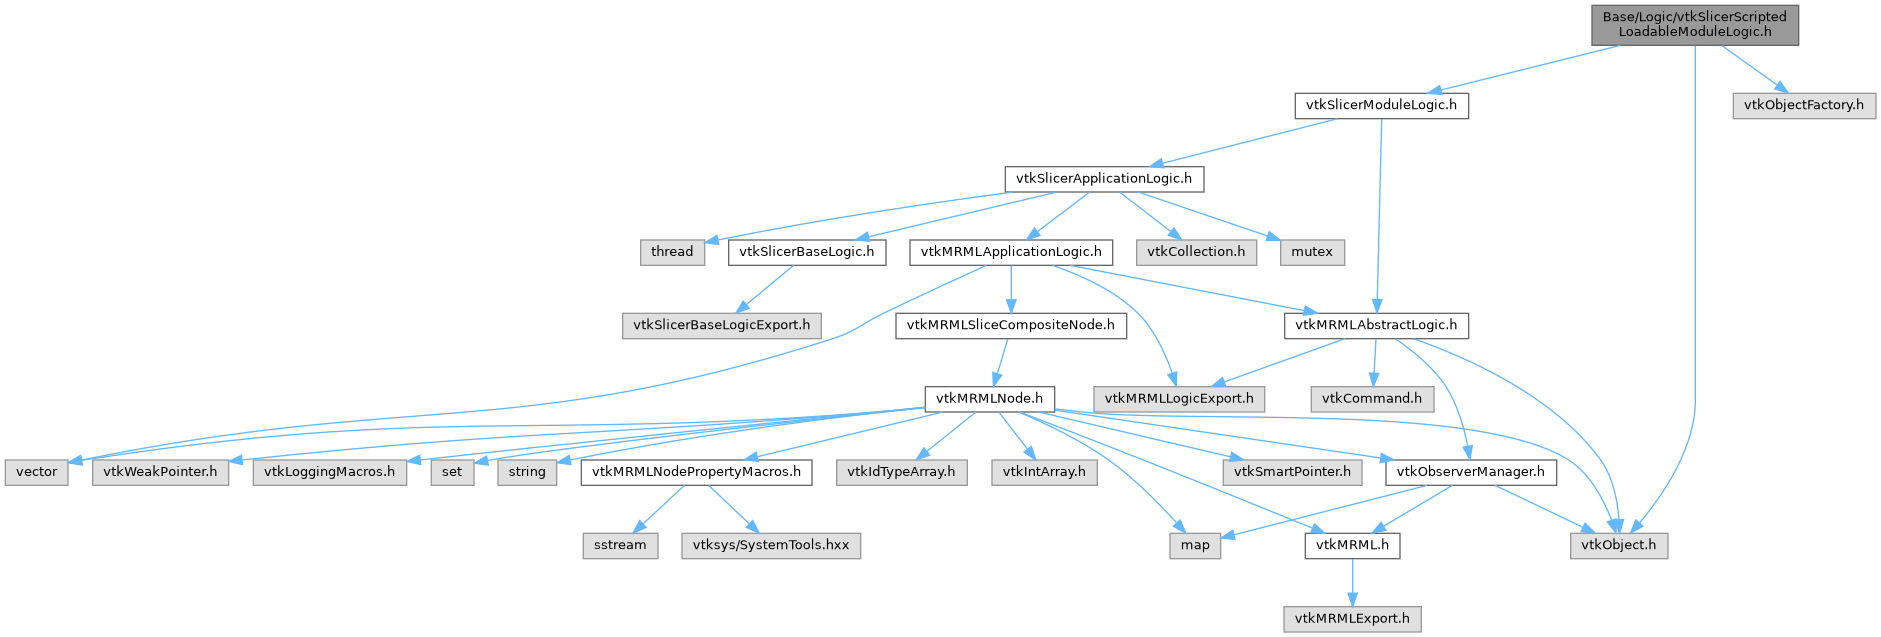 Base/Logic/vtkSlicerScripted
LoadableModuleLogic.h
vtkSlicerModuleLogic.h
vtkObjectFactory.h
vtkSlicerApplicationLogic.h
thread
vtkSlicerBaseLogic.h
vtkMRMLApplicationLogic.h
vtkCollection.h
mutex
vtkSlicerBaseLogicExport.h
vtkMRMLSliceCompositeNode.h
vtkMRMLAbstractLogic.h
vtkMRMLNode.h
vtkMRMLLogicExport.h
vtkCommand.h
vector
vtkWeakPointer.h
vtkLoggingMacros.h
set
string
vtkMRMLNodePropertyMacros.h
vtkIdTypeArray.h
vtkIntArray.h
vtkSmartPointer.h
vtkObserverManager.h
sstream
vtksys/SystemTools.hxx
map
vtkMRML.h
vtkObject.h
vtkMRMLExport.h